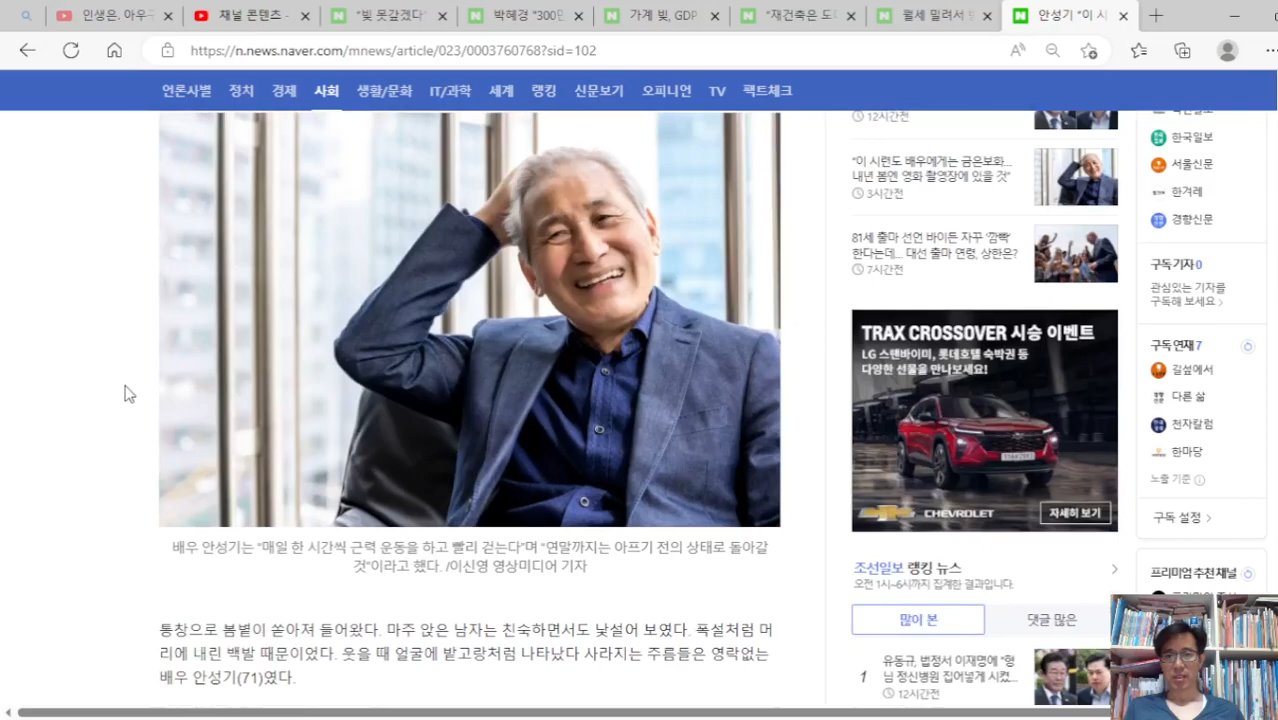 인생은. 아우구
채널 콘텐츠 -
"빚 못갚겠다"
박혜경 "300만
가계 빚, GDP
"재건축은 도
월세 밀려서
안성기 "이 시
https://n.news.naver.com/mnews/article/023/0003760768?sid=102
언론사별 정치 경제 사회 생활/문화 IT/과학 세계 랭킹 신문보기 오피니언 TV 팩트체크
배우 안성기는 "매일 한 시간씩 근력 운동을 하고 빨리 걷는다"며 "연말까지는 아프기 전의 상태로 돌아갈
것"이라고 했다. /이신영 영상미디어 기자
통창으로 봄볕이 쏟아져 들어왔다. 마주 앉은 남자는 친숙하면서도 낯설어 보였다. 폭설처럼 머
리에 내린 백발 때문이었다. 웃을 때 얼굴에 밭고랑처럼 나타났다 사라지는 주름들은 영락없는
배우 안성기(71)였다.
12시간전
"이 시련도 배우에게는 금은보화...
내년 봄엔 영화 촬영장에 있을 것"
3시간전
81세 출마 선언 바이든 자꾸 '깜빡'
한다는데... 대선 출마 연령, 상한은?
7시간전
TRAX CROSSOVER 시승 이벤트
LG 스탠바이미, 롯데호텔 숙박권 등
다양한 선물을 만나보세요!
CHEVROLET
자세히 보기
조선일보 랭킹 뉴스
오전 1시~6시까지 집계한 결과입니다.
많이 본
댓글 많은
1
유동규, 법정서 이재명에 "형
님 정신병원 집어넣게 시켰...
12시간전
한국일보
서울신문
한겨레
경향신문
구독 기자 0
관심있는 기자를
구독해 보세요
구독 연재 7
길섶에서
다른 삶
천자칼럼
한마당
노출 기준
구독 설정
프리미엄 추천 채널